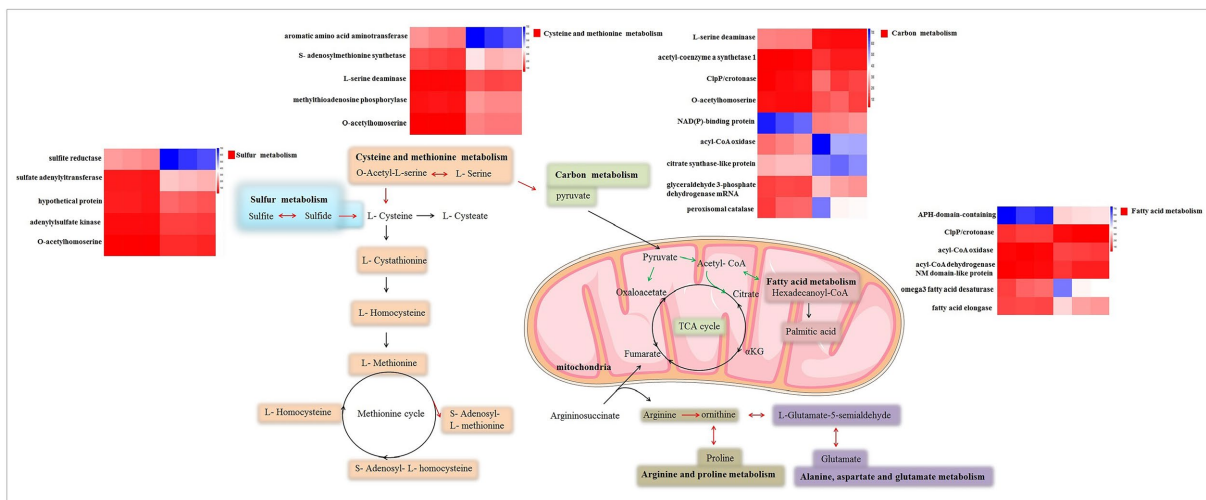 aromatic amino acid aminotransferase
S- adenosylmethionine synthetase
L-serine deaminase
methylthioadenosine phosphorylase
O-acetylhomoserine
Cysteine and methionine metabolism
L-serine deaminase
acetyl-coenzyme a synthetase 1
ClpP/crotonase
O-acetylhomoserine
NAD(P)-binding protein
acyl-CoA oxidase
citrate synthase-like protein
glyceraldehyde 3-phosphate
dehydrogenase mRNA
peroxisomal catalase
Carbon metabolism
sulfite reductase
sulfate adenylyltransferase
hypothetical protein
adenylylsulfate kinase
O-acetylhomoserine
Sulfur metabolism
APH-domain-containing
ClpP/crotonase
acyl-CoA oxidase
acyl-CoA dehydrogenase
NM domain-like protein
omega3 fatty acid desaturase
fatty acid elongase
Fatty acid metabolism
Cysteine and methionine metabolism
O-Acetyl-L-serine L- Serine
Carbon metabolism
pyruvate
Sulfur metabolism
Sulfite Sulfide
L- Cysteine L- Cysteate
L- Cystathione
L- Homocysteine
L- Methionine
Methionine cycle
L- Homocysteine
S- Adenosyl-
L- methionine
S- Adenosyl- L- homocysteine
Pyruvate Acetyl- CoA
Oxaloacetate Citrate
Fatty acid metabolism
Hexadecanoyl-CoA
Palmitic acid
TCA cycle
Fumarate αKG
mitochondria
Argininosuccinate
Arginine ornithine
L-Glutamate-5-semialdehyde
Proline
Arginine and proline metabolism
Glutamate
Alanine, aspartate and glutamate metabolism